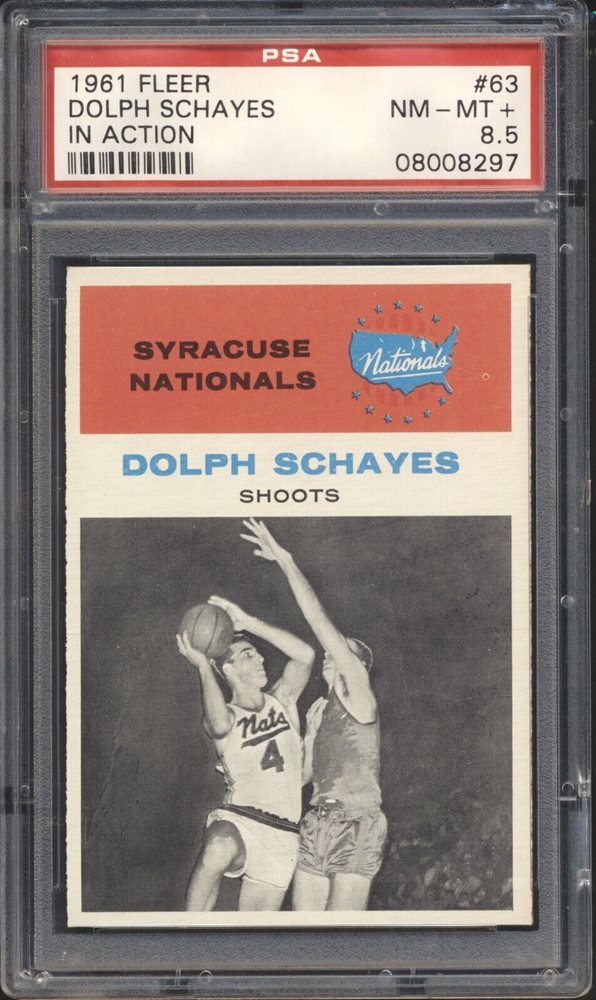 PSA
1961 FLEER #63
DOLPH SCHAYES NM - MT +
IN ACTION 8.5
08008297
SYRACUSE
NATIONALS
Nationals
DOLPH SCHAYES
SHOOTS
Nats
4